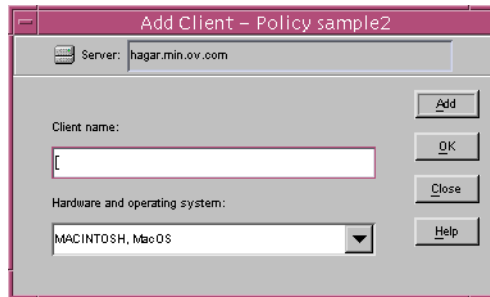 Add Client – Policy sample2
Server: hagar.min.ov.com
Add
Client name:
OK
[
Close
Hardware and operating system:
MACINTOSH, MacOS
Help